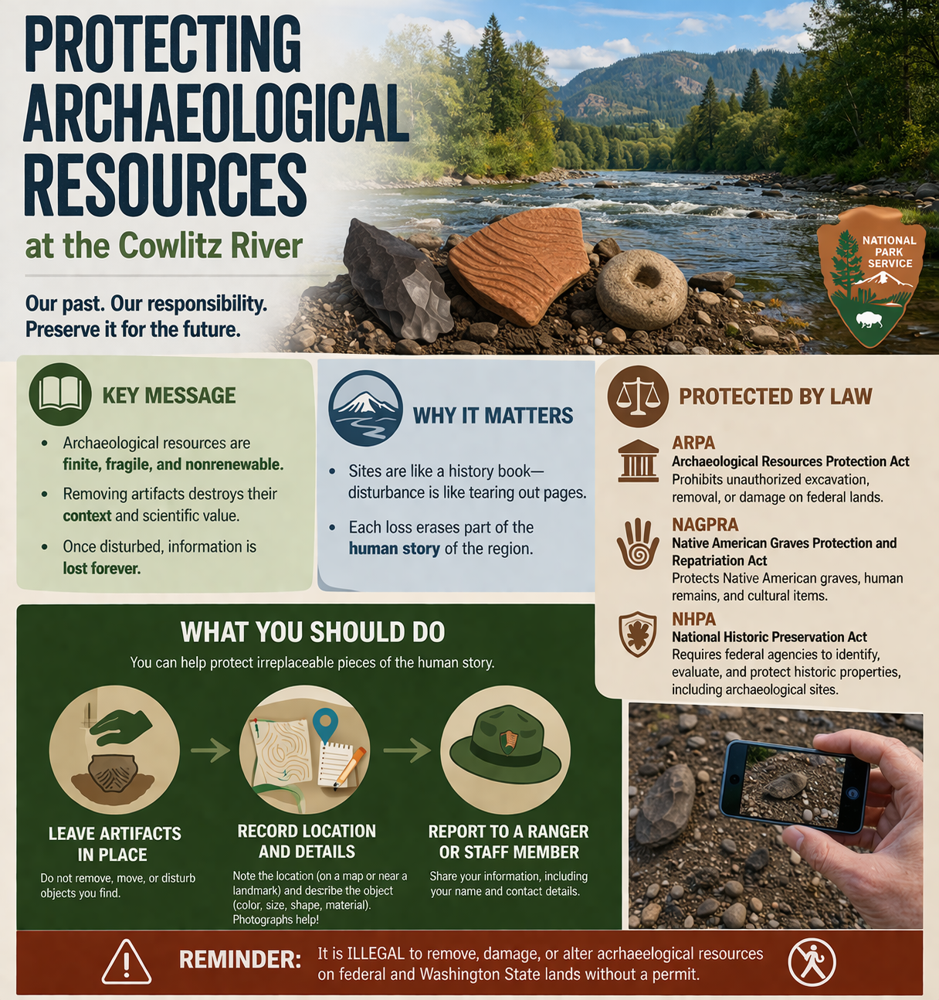 PROTECTING
ARCHAEOLOGICAL
RESOURCES
at the Cowlitz River
Our past. Our responsibility.
Preserve it for the future.
NATIONAL
PARK
SERVICE
KEY MESSAGE
• Archaeological resources are
finite, fragile, and nonrenewable.
• Removing artifacts destroys their
context and scientific value.
• Once disturbed, information is
lost forever.
WHY IT MATTERS
• Sites are like a history book—
disturbance is like tearing out pages.
• Each loss erases part of the
human story of the region.
PROTECTED BY LAW
ARPA
Archaeological Resources Protection Act
Prohibits unauthorized excavation,
removal, or damage on federal lands.
NAGPRA
Native American Graves Protection and
Repatriation Act
Protects Native American graves, human
remains, and cultural items.
NHPA
National Historic Preservation Act
Requires federal agencies to identify,
evaluate, and protect historic properties,
including archaeological sites.
WHAT YOU SHOULD DO
You can help protect irreplaceable pieces of the human story.
LEAVE ARTIFACTS
IN PLACE
Do not remove, move, or disturb
objects you find.
RECORD LOCATION
AND DETAILS
Note the location (on a map or near a
landmark) and describe the object
(color, size, shape, material).
Photographs help!
REPORT TO A RANGER
OR STAFF MEMBER
Share your information, including
your name and contact details.
REMINDER:
It is ILLEGAL to remove, damage, or alter acrhaeelogical resources
on federal and Washington State lands without a permit.